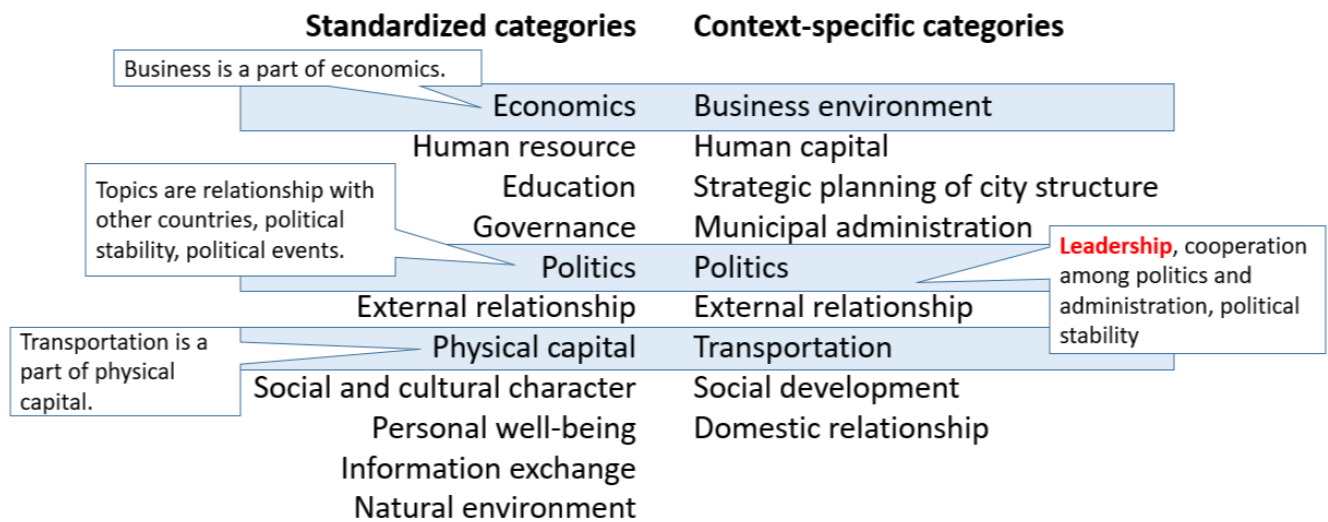 Standardized categories Context-specific categories
Business is a part of economics.
Economics Business environment
Human resource Human capital
Education Strategic planning of city structure
Governance Municipal administration
Topics are relationship with
other countries, political
stability, political events.
Politics Politics
Leadership, cooperation
among politics and
administration, political
stability
External relationship External relationship
Physical capital Transportation
Transportation is a
part of physical
capital.
Social and cultural character Social development
Personal well-being Domestic relationship
Information exchange
Natural environment